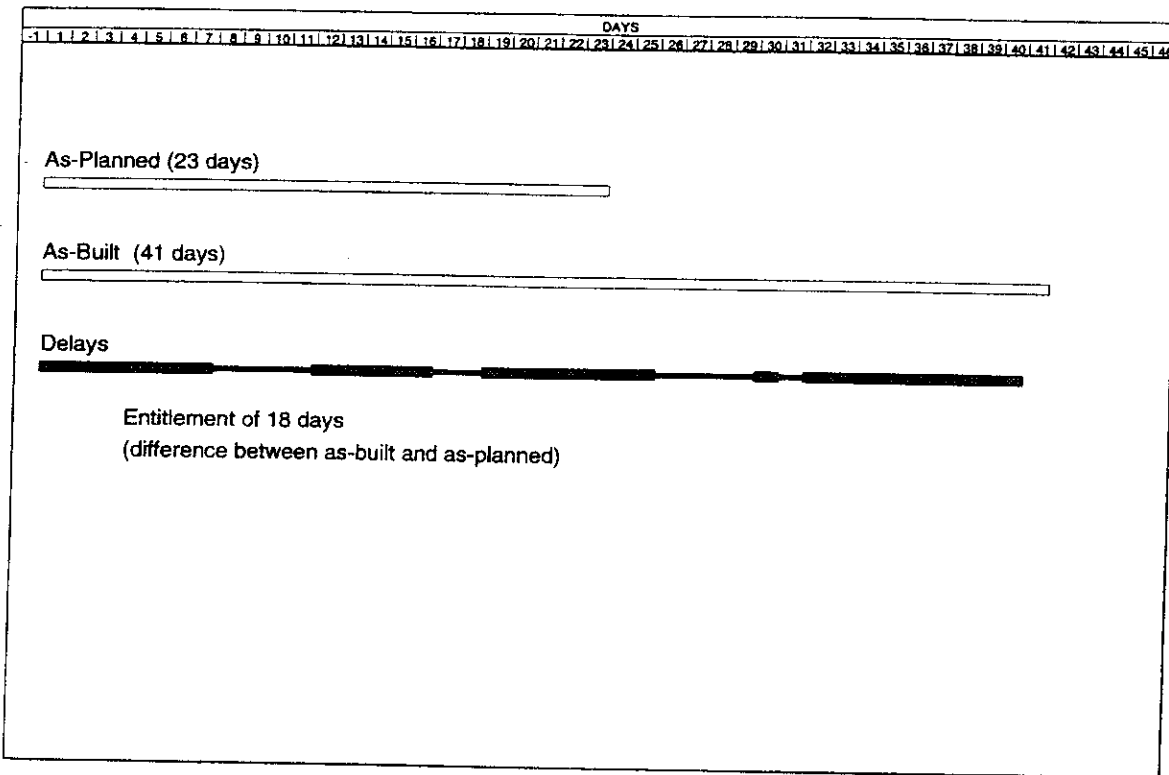 DAYS
-1 | 1 | 2 | 3 | 4 | 5 | 6 | 7 | 8 | 9 | 10 | 11 | 12 | 13 | 14 | 15 | 16 | 17 | 18 | 19 | 20 | 21 | 22 | 23 | 24 | 25 | 26 | 27 | 28 | 29 | 30 | 31 | 32 | 33 | 34 | 35 | 36 | 37 | 38 | 39 | 40 | 41 | 42 | 43 | 44 | 45 | 44
As-Planned (23 days)
As-Built (41 days)
Delays
Entitlement of 18 days
(difference between as-built and as-planned)